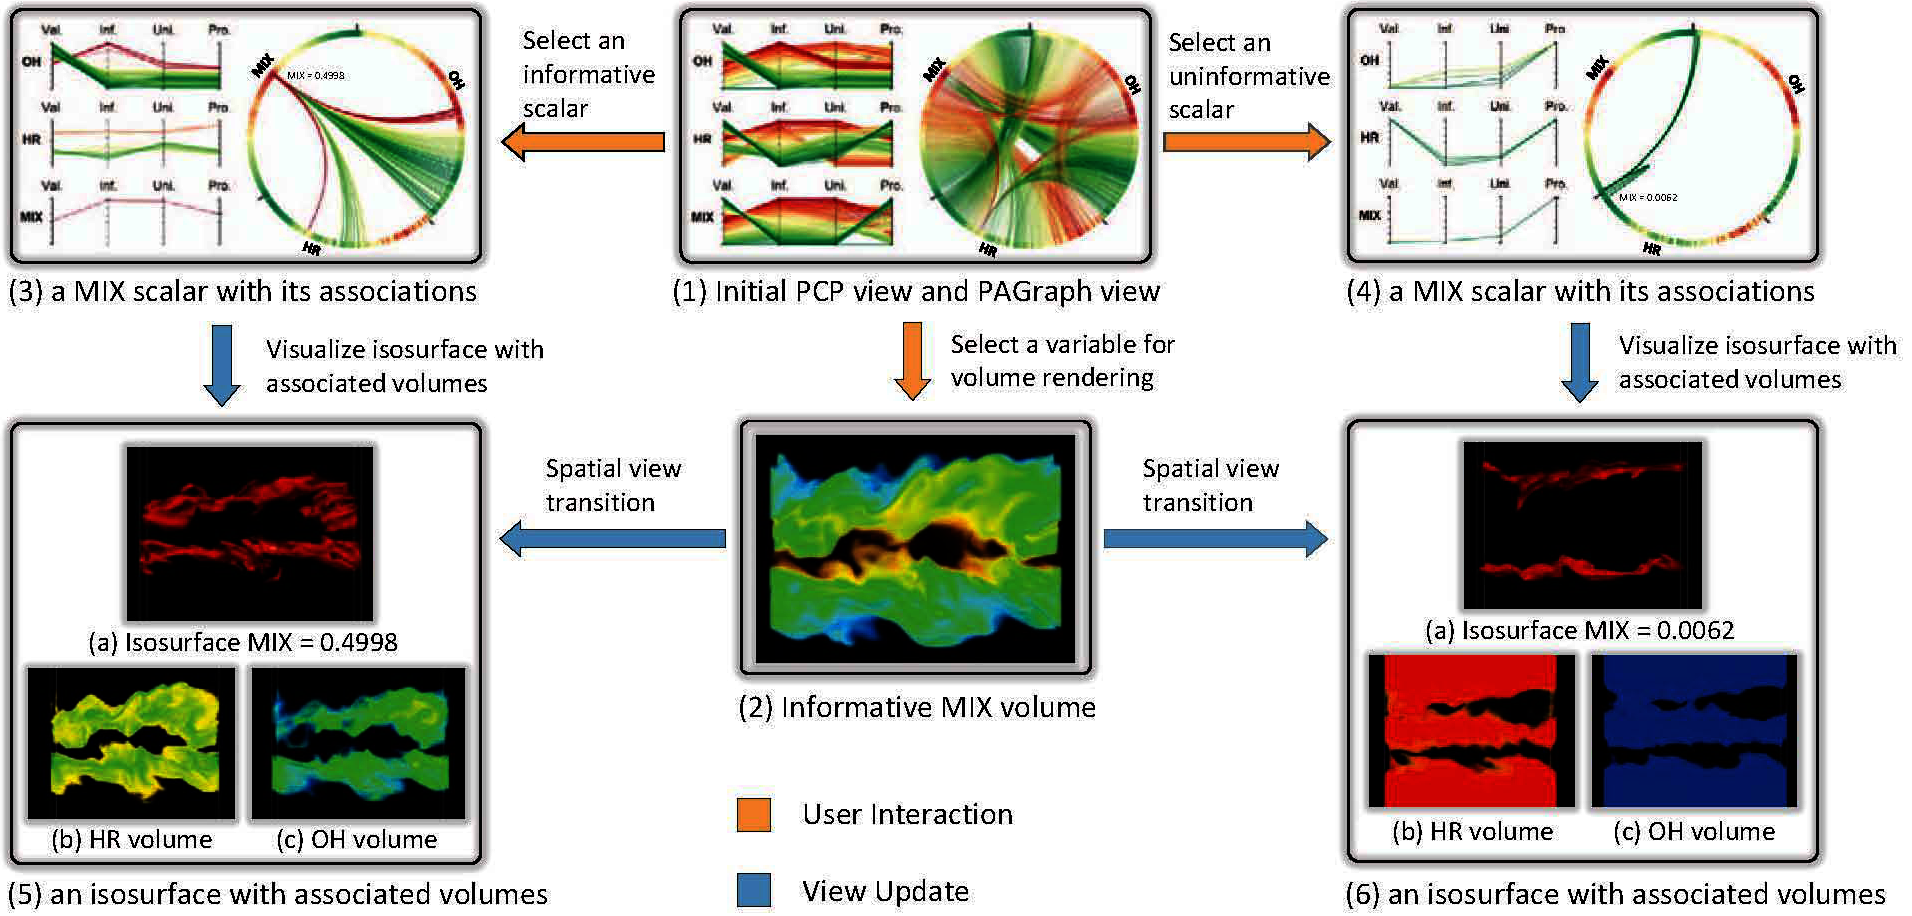 Val. Inf. Uni. Pro.
OH
Val. Inf. Uni. Pro.
HR
Val. Inf. Uni. Pro.
MIX
MIX
MIX = 0.4998
OH
HR
(3) a MIX scalar with its associations
Select an
informative
scalar
Val. Inf. Uni. Pro.
OH
Val. Inf. Uni. Pro.
HR
Val. Inf. Uni. Pro.
MIX
MIX
OH
HR
(1) Initial PCP view and PAGraph view
Select an
uninformative
scalar
Val. Inf. Uni Pro.
OH
Val. Inf. Uni. Pro.
HR
Val. Inf. Uni. Pro.
MIX
MIX
OH
MIX = 0.0062
HR
(4) a MIX scalar with its associations
Visualize isosurface with
associated volumes
Select a variable for
volume rendering
Visualize isosurface with
associated volumes
Spatial view
transition
Spatial view
transition
(a) Isosurface MIX = 0.4998
(b) HR volume
(c) OH volume
(5) an isosurface with associated volumes
(2) Informative MIX volume
User Interaction
View Update
(a) Isosurface MIX = 0.0062
(b) HR volume
(c) OH volume
(6) an isosurface with associated volumes